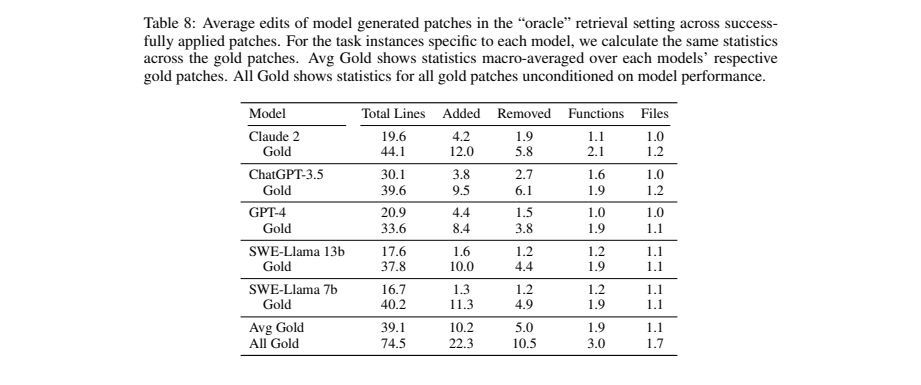 Table 8: Average edits of model generated patches in the “oracle” retrieval setting across success-
fully applied patches. For the task instances specific to each model, we calculate the same statistics
across the gold patches. Avg Gold shows statistics macro-averaged over each models’ respective
gold patches. All Gold shows statistics for all gold patches unconditioned on model performance.
Model Total Lines Added Removed Functions Files
Claude 2 19.6 4.2 1.9 1.1 1.0
Gold 44.1 12.0 5.8 2.1 1.2
ChatGPT-3.5 30.1 3.8 2.7 1.6 1.0
Gold 39.6 9.5 6.1 1.9 1.2
GPT-4 20.9 4.4 1.5 1.0 1.0
Gold 33.6 8.4 3.8 1.9 1.1
SWE-Llama 13b 17.6 1.6 1.2 1.2 1.1
Gold 37.8 10.0 4.4 1.9 1.1
SWE-Llama 7b 16.7 1.3 1.2 1.2 1.1
Gold 40.2 11.3 4.9 1.9 1.1
Avg Gold 39.1 10.2 5.0 1.9 1.1
All Gold 74.5 22.3 10.5 3.0 1.7